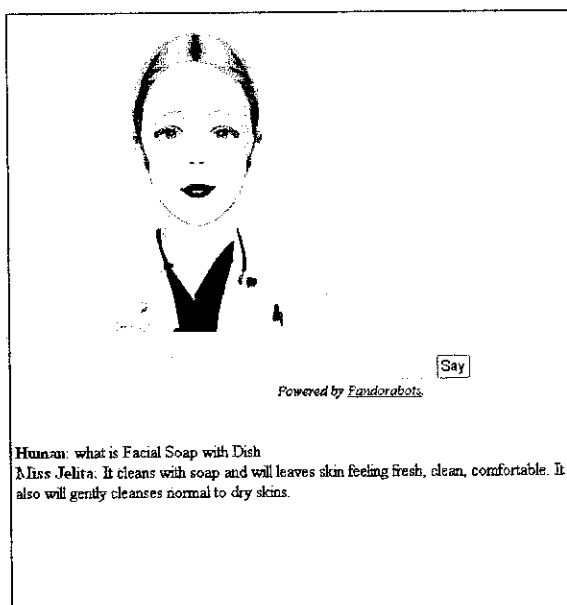 Say
Powered by Pandorabots.
Human: what is Facial Soap with Dish
Miss Jelita: It cleans with soap and will leaves skin feeling fresh, clean, comfortable. It
also will gently cleanses normal to dry skins.